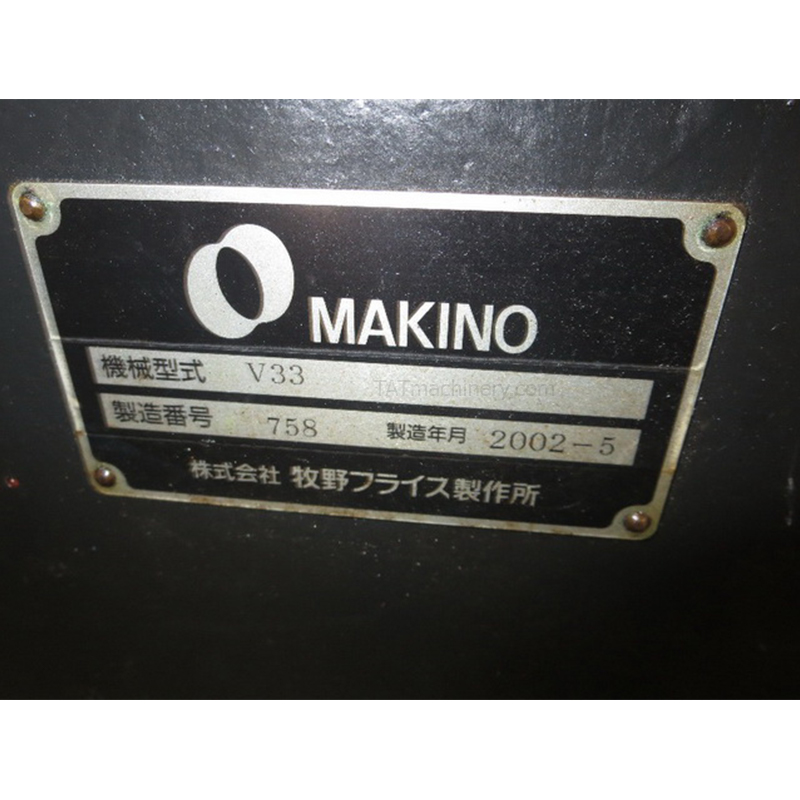 MAKINO
機械型式 V33
TATmachinery.com
製造番号 758 製造年月 2002-5
株式会社 牧野フライス製作所